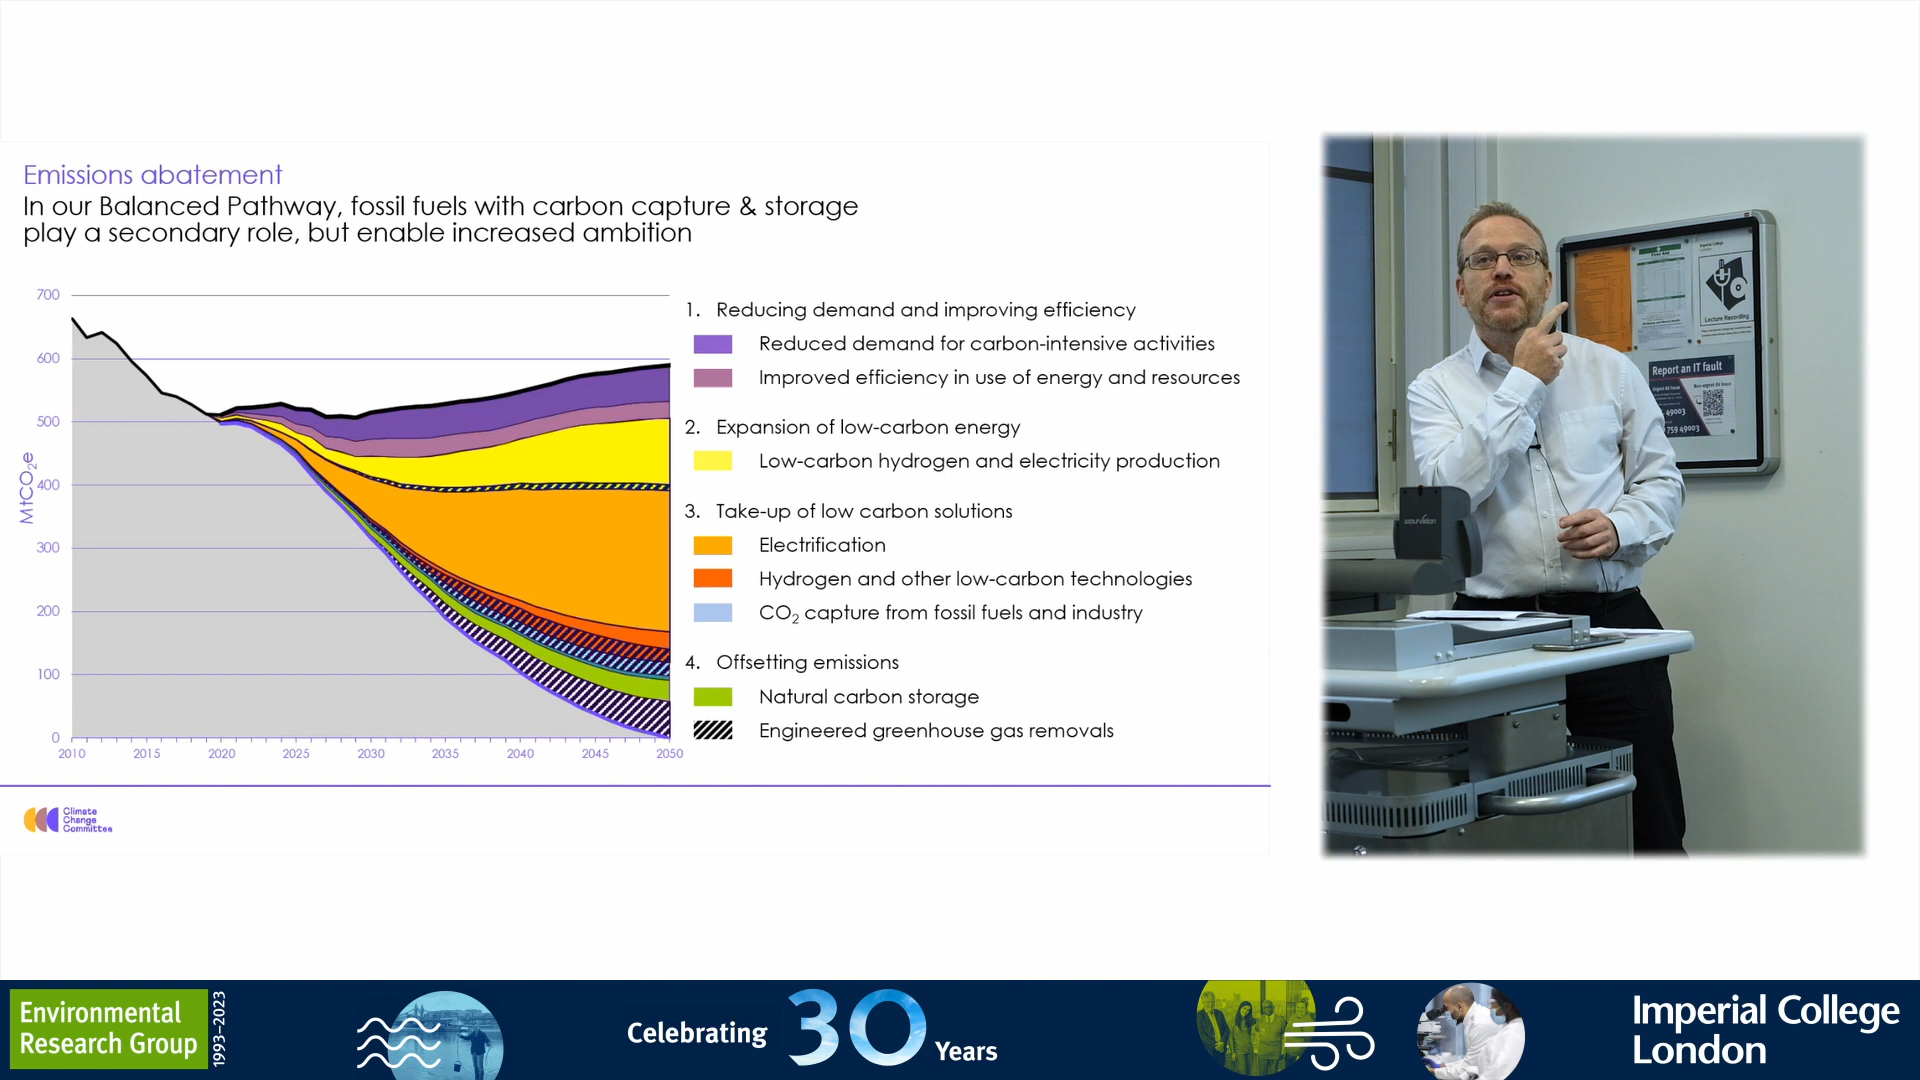 Emissions abatement
In our Balanced Pathway, fossil fuels with carbon capture & storage
play a secondary role, but enable increased ambition
700
600
500
400
300
200
100
0
MtCO₂e
2010
2015
2020
2025
2030
2035
2040
2045
2050
1. Reducing demand and improving efficiency
Reduced demand for carbon-intensive activities
Improved efficiency in use of energy and resources
2. Expansion of low-carbon energy
Low-carbon hydrogen and electricity production
3. Take-up of low carbon solutions
Electrification
Hydrogen and other low-carbon technologies
CO₂ capture from fossil fuels and industry
4. Offsetting emissions
Natural carbon storage
Engineered greenhouse gas removals
Climate
Change
Committee
Imperial College
Lecture Recording
Report an IT fault
49003
759 49003
wolfvision
Environmental
Research Group
1993–2023
Celebrating
30
Years
Imperial College
London